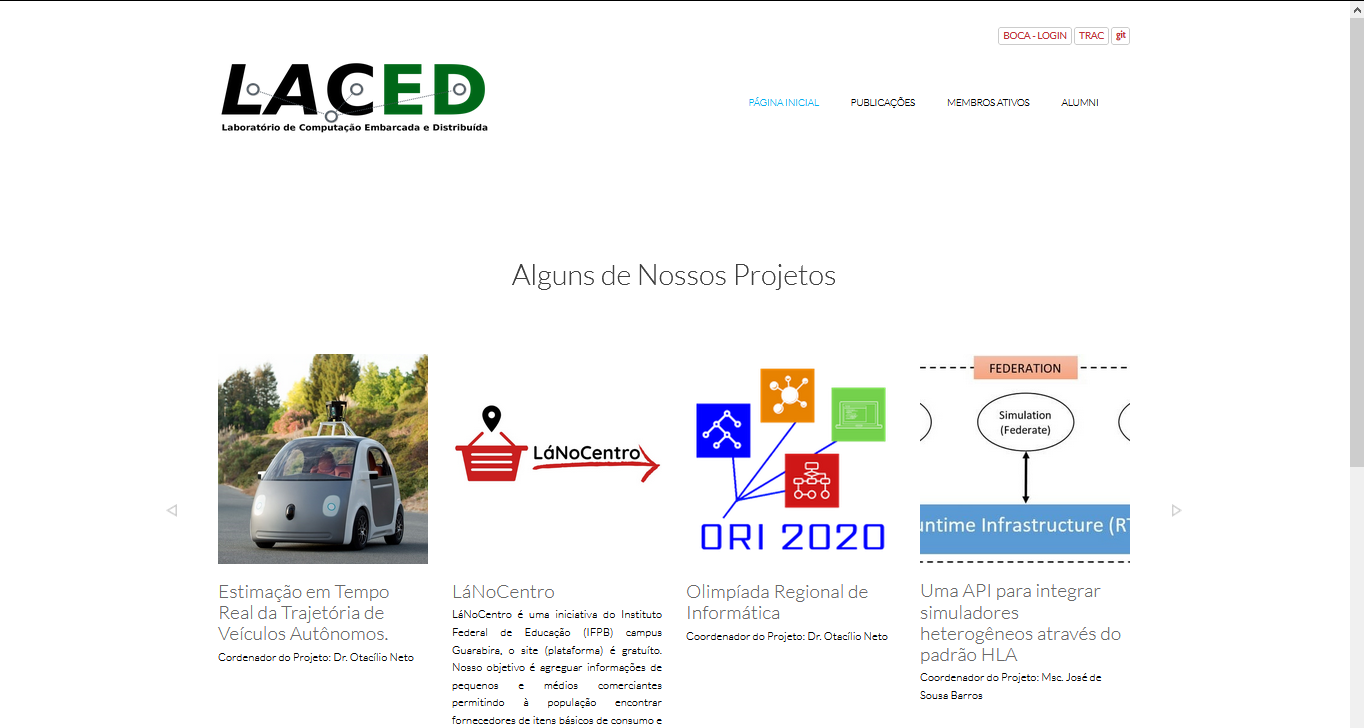 BOCA - LOGIN TRAC git
LACED
Laboratório de Computação Embarcada e Distribuída
PÁGINA INICIAL PUBLICAÇÕES MEMBROS ATIVOS ALUMNI
Alguns de Nossos Projetos
LáNoCentro
ORI 2020
FEDERATION
Simulation
(Federate)
untime Infrastructure (RT
Estimação em Tempo
Real da Trajetória de
Veículos Autônomos.
Cordenador do Projeto: Dr. Otacílio Neto
LáNoCentro
LáNoCentro é uma iniciativa do Instituto
Federal de Educação (IFPB) campus
Guarabira, o site (plataforma) é gratuíto.
Nosso objetivo é agreguar informações de
pequenos e médios comerciantes
permitindo à população encontrar
fornecedores de itens básicos de consumo e
Olimpíada Regional de
Informática
Coordenador do Projeto: Dr. Otacílio Neto
Uma API para integrar
simuladores
heterogêneos através do
padrão HLA
Coordenador do Projeto: Msc. José de
Sousa Barros